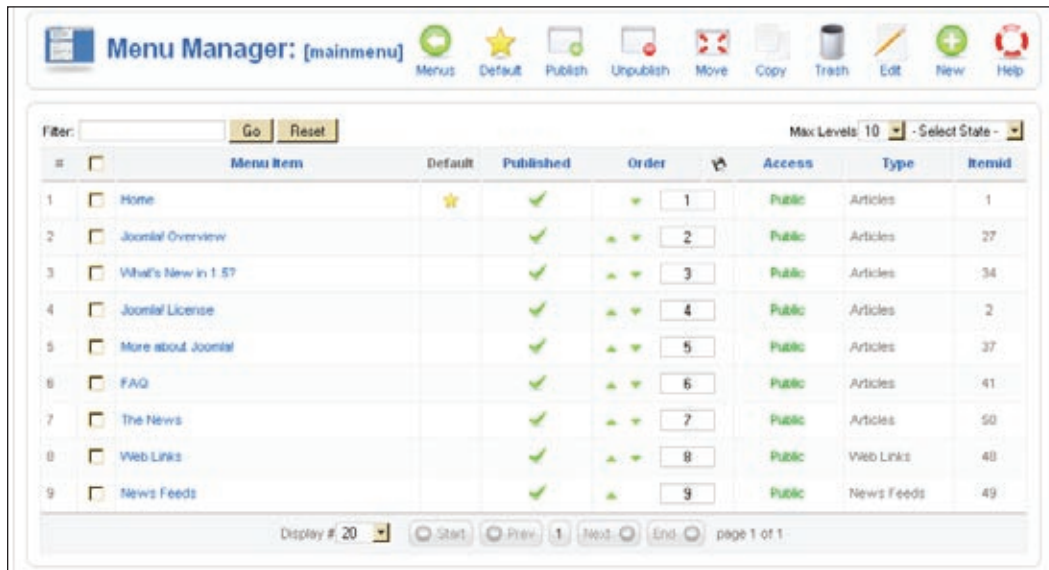 Menu Manager: [mainmenu]
Menus Default Publish Unpublish Move Copy Trash Edit New Help
Filter: Go Reset Max Levels 10 - Select State -
# Menu Item Default Published Order Access Type Itemid
1 Home 1 Public Articles 1
2 Joomla! Overview 2 Public Articles 27
3 What's New in 1.5? 3 Public Articles 34
4 Joomla! License 4 Public Articles 2
5 More about Joomla! 5 Public Articles 37
6 FAQ 6 Public Articles 41
7 The News 7 Public Articles 50
8 Web Links 8 Public Web Links 48
9 News Feeds 9 Public News Feeds 49
Display # 20 Start Prev 1 Next End page 1 of 1